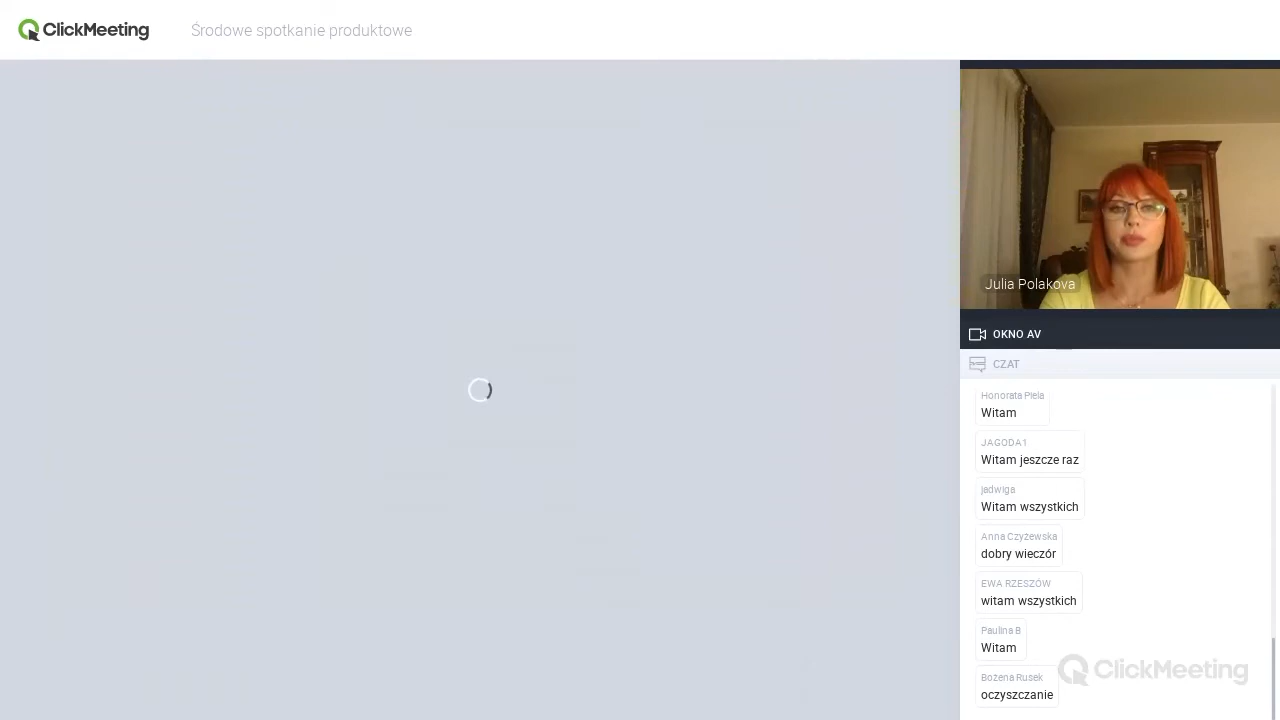 ClickMeeting
Środowe spotkanie produktowe
Julia Polakova
OKNO AV
CZAT
Honorata Piela
Witam
JAGODA1
Witam jeszcze raz
jadwiga
Witam wszystkich
Anna Czyżewska
dobry wieczór
EWA RZESZÓW
witam wszystkich
Paulina B
Witam
Bożena Rusek
oczyszczanie
ClickMeeting